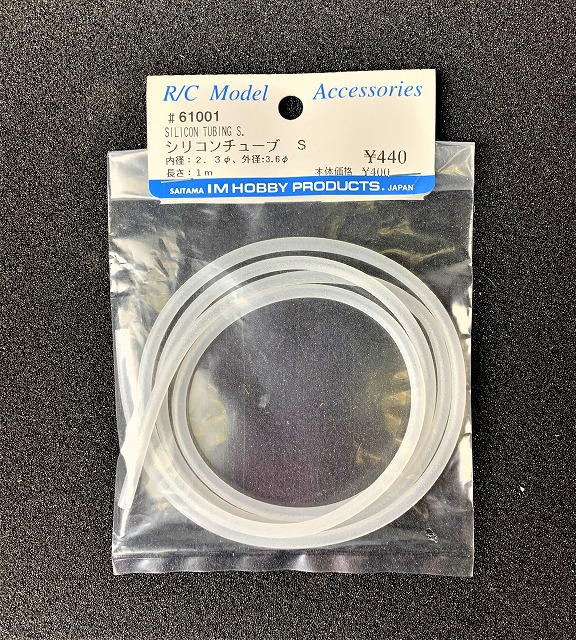 R/C Model Accessories
#61001
SILICON TUBING S.
シリコンチューブ S
¥440
内径：2.3φ、外径:3.6φ
長さ：1m 本体価格 ¥400
SAITAMA IM HOBBY PRODUCTS. JAPAN